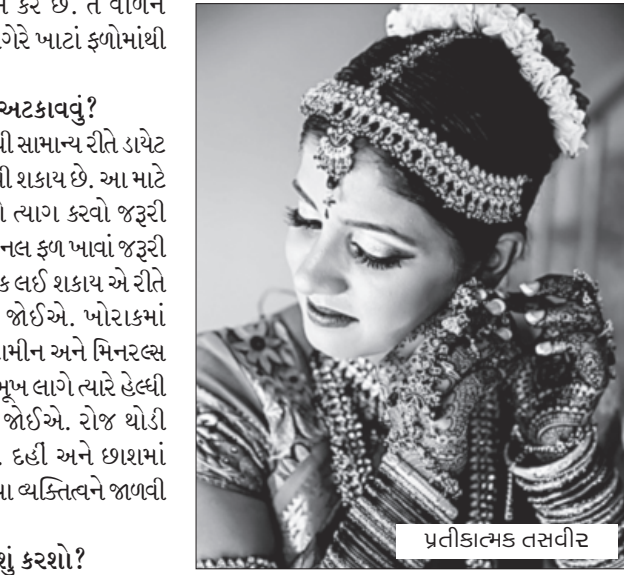 કરે છે. તે વાળને
વગેરે ખાટાં ફળોમાંથી
અટકાવવું?
સામાન્ય રીતે ડાયેટ
શકાય છે. આ માટે
ત્યાગ કરવો જરૂરી
ફળ ખાવાં જરૂરી
લઈ શકાય એ રીતે
જોઈએ. ખોરાકમાં
અને મિનરલ્સ
ભૂખ લાગે ત્યારે હેલ્ધી
જોઈએ. રોજ થોડી
દહીં અને છાશમાં
વ્યક્તિત્વને જાળવી
શું કરશો?
પ્રતીકાત્મક તસવીર